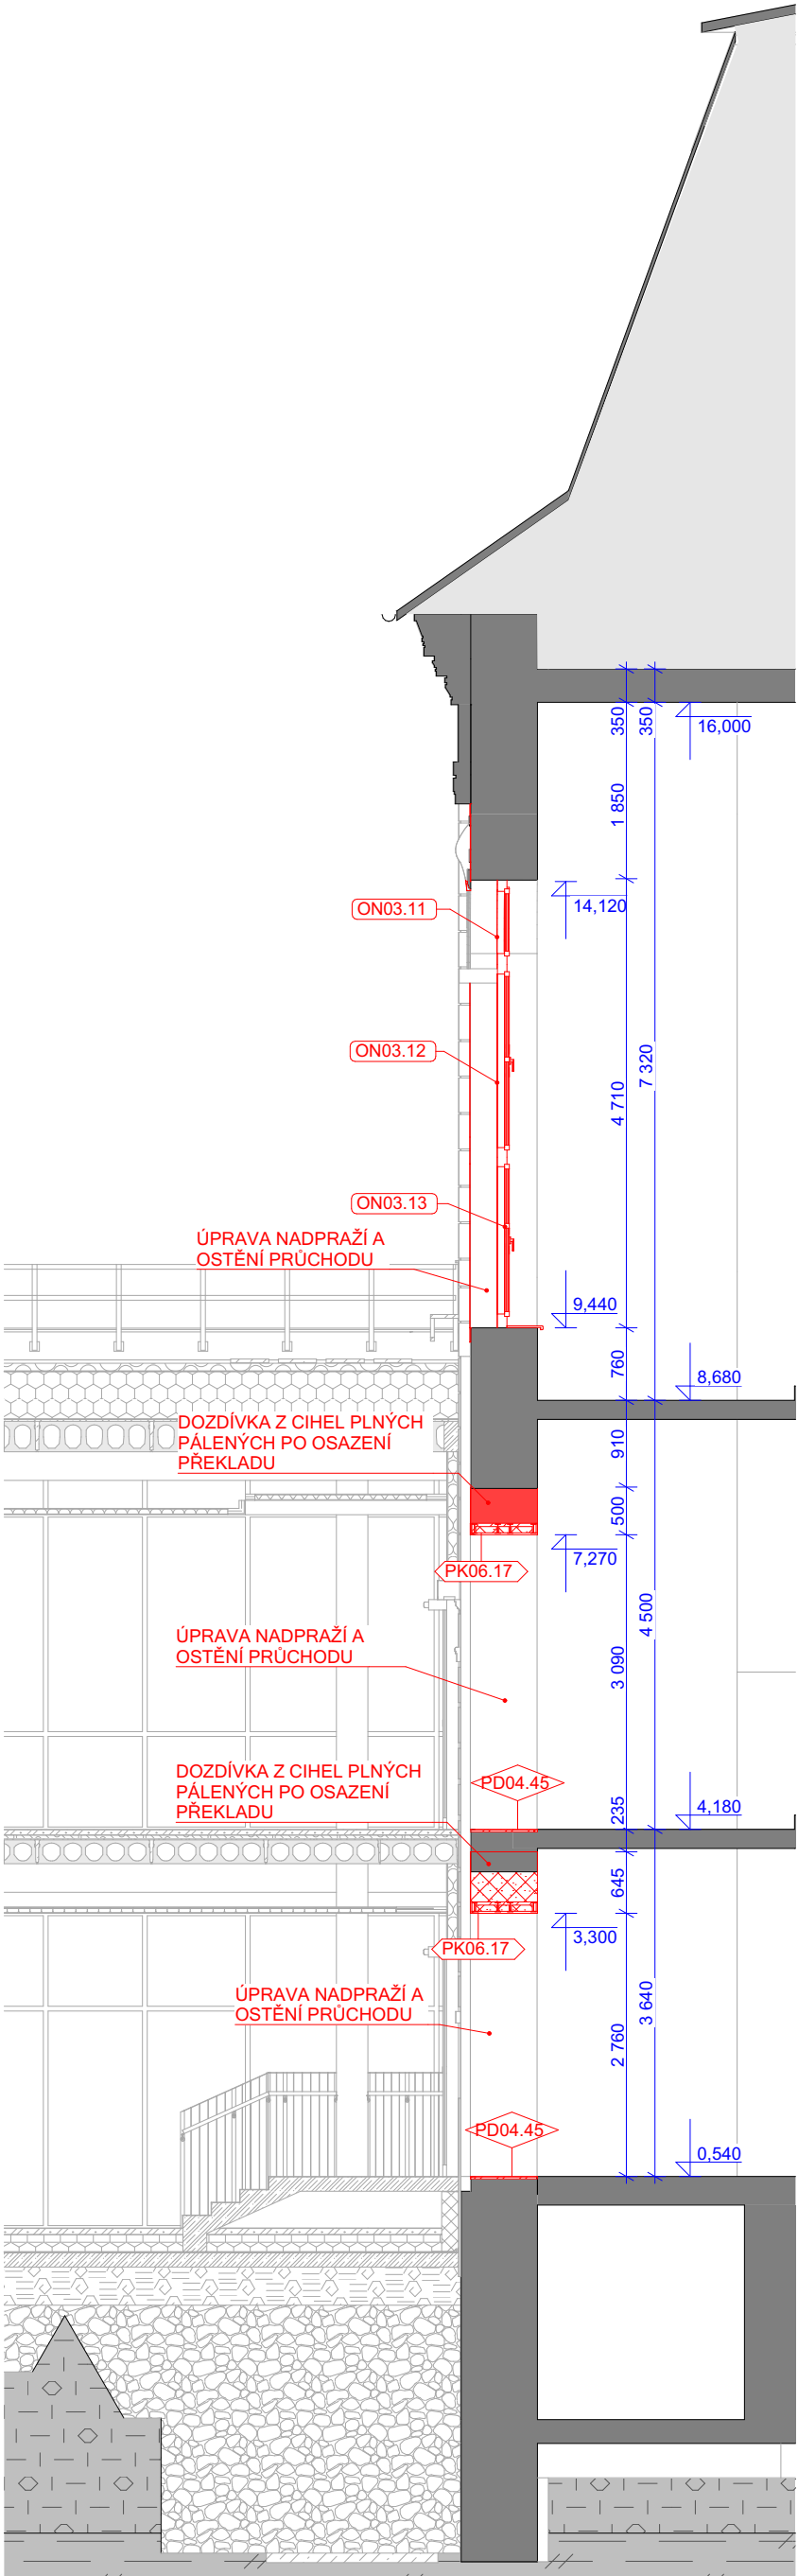 350
350
16,000
1 850
14,120
ON03.11
ON03.12
7 320
4 710
ON03.13
ÚPRAVA NADPRAŽÍ A
OSTĚNÍ PRŮCHODU
9,440
760
8,680
DOZDÍVKA Z CIHEL PLNÝCH
PÁLENÝCH PO OSAZENÍ
PŘEKLADU
910
500
7,270
PK06.17
4 500
ÚPRAVA NADPRAŽÍ A
OSTĚNÍ PRŮCHODU
3 090
DOZDÍVKA Z CIHEL PLNÝCH
PÁLENÝCH PO OSAZENÍ
PŘEKLADU
PD04.45
235
4,180
645
3,300
PK06.17
ÚPRAVA NADPRAŽÍ A
OSTĚNÍ PRŮCHODU
3 640
2 760
PD04.45
0,540